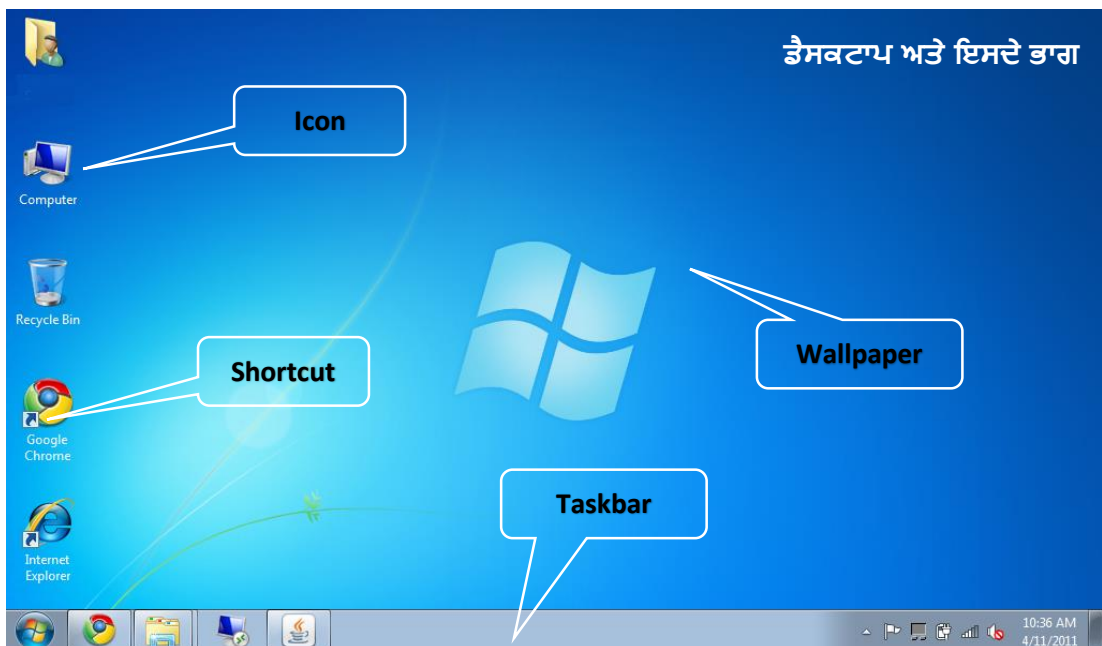 ਡੈਸਕਟਾਪ ਅਤੇ ਇਸਦੇ ਭਾਗ
Icon
Computer
Recycle Bin
Wallpaper
Shortcut
Google
Chrome
Taskbar
Internet
Explorer
10:36 AM
4/11/2011